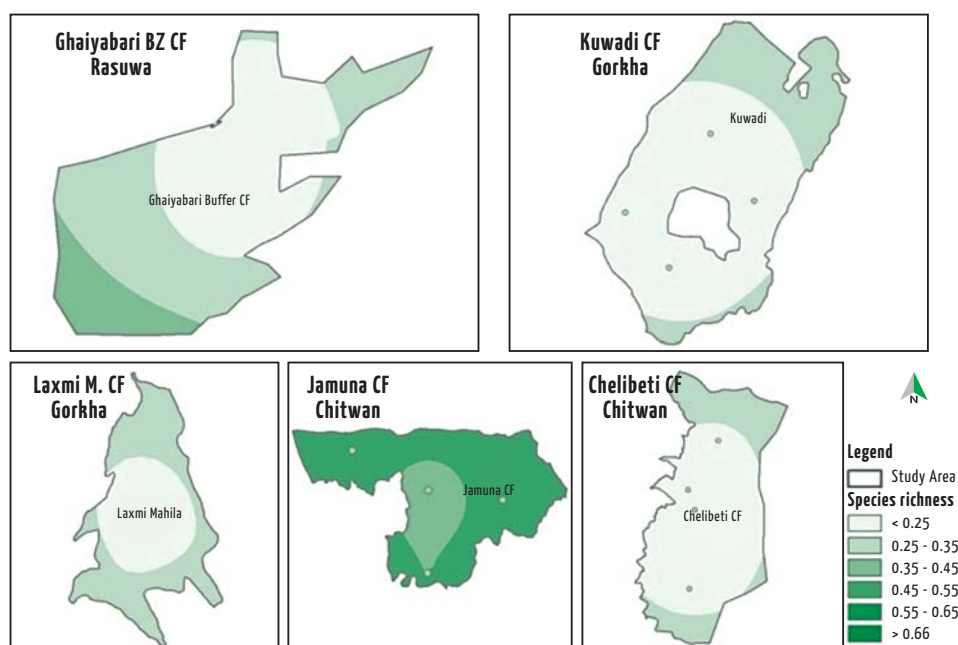 Ghaiyabari BZ CF
Rasuwa
Ghaiyabari Buffer CF
Kuwadi CF
Gorkha
Kuwadi
Laxmi M. CF
Gorkha
Laxmi Mahila
Jamuna CF
Chitwan
Jamuna CF
Chelibeti CF
Chitwan
Chelibeti CF
N
Legend
Study Area
Species richness
< 0.25
0.25 - 0.35
0.35 - 0.45
0.45 - 0.55
0.55 - 0.65
> 0.66